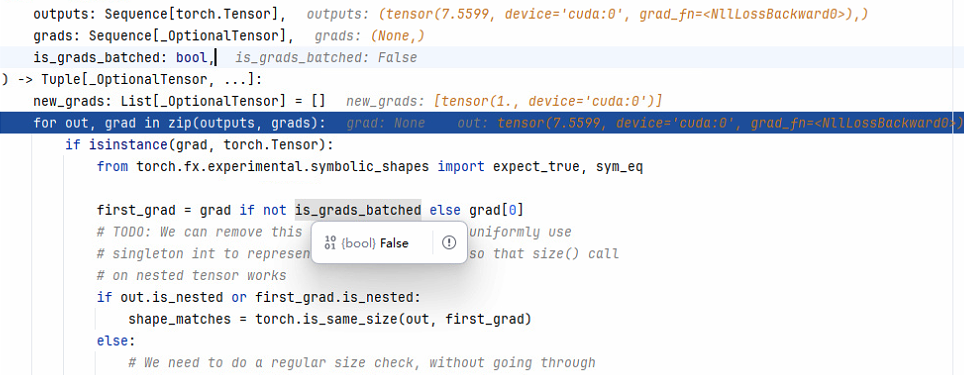 outputs: Sequence[torch.Tensor],   outputs: (tensor(7.5599, device='cuda:0', grad_fn=<NllLossBackward0>),)
grads: Sequence[_OptionalTensor],   grads: (None,)
is_grads_batched: bool,   is_grads_batched: False
) -> Tuple[_OptionalTensor, ...]:
new_grads: List[_OptionalTensor] = []   new_grads: [tensor(1., device='cuda:0')]
for out, grad in zip(outputs, grads):   grad: None   out: tensor(7.5599, device='cuda:0', grad_fn=<NllLossBackward0>)
if isinstance(grad, torch.Tensor):
from torch.fx.experimental.symbolic_shapes import expect_true, sym_eq
first_grad = grad if not is_grads_batched else grad[0]
# TODO: We can remove this uniformly use
10 01 {bool} False
# singleton int to represen so that size() call
# on nested tensor works
if out.is_nested or first_grad.is_nested:
shape_matches = torch.is_same_size(out, first_grad)
else:
# We need to do a regular size check, without going through